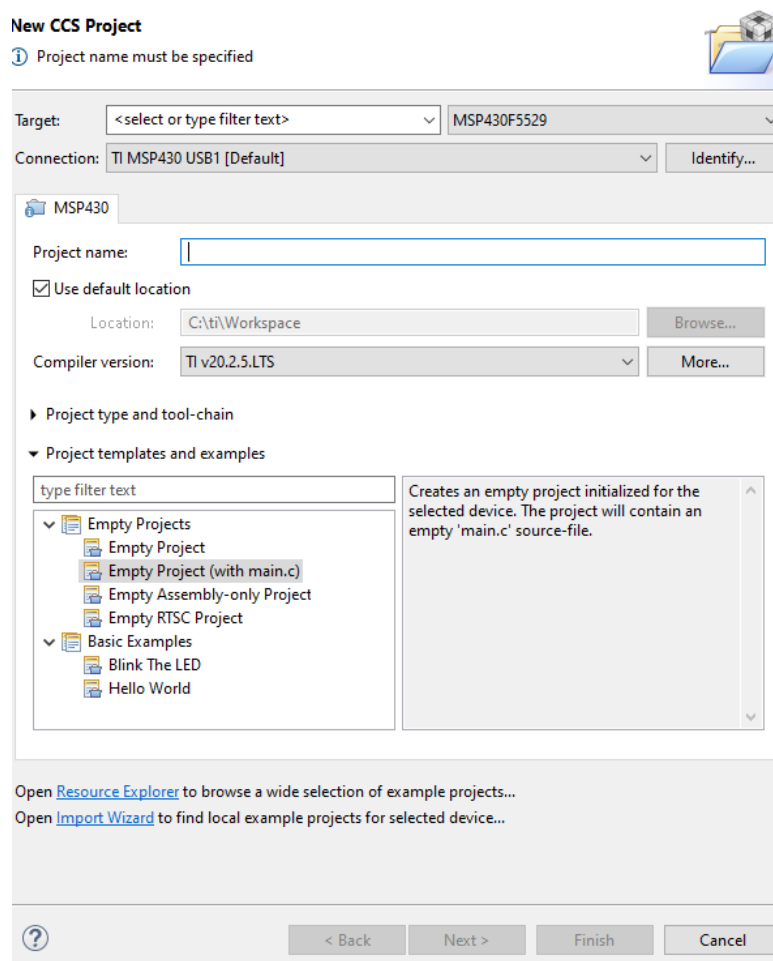 New CCS Project
Project name must be specified
Target: <select or type filter text> MSP430F5529
Connection: TI MSP430 USB1 [Default] Identify...
MSP430
Project name:
Use default location
Location: C:\ti\Workspace Browse...
Compiler version: TI v20.2.5.LTS More...
Project type and tool-chain
Project templates and examples
type filter text
Empty Projects
Empty Project
Empty Project (with main.c)
Empty Assembly-only Project
Empty RTSC Project
Basic Examples
Blink The LED
Hello World
Creates an empty project initialized for the
selected device. The project will contain an
empty 'main.c' source-file.
Open Resource Explorer to browse a wide selection of example projects...
Open Import Wizard to find local example projects for selected device...
? < Back Next > Finish Cancel